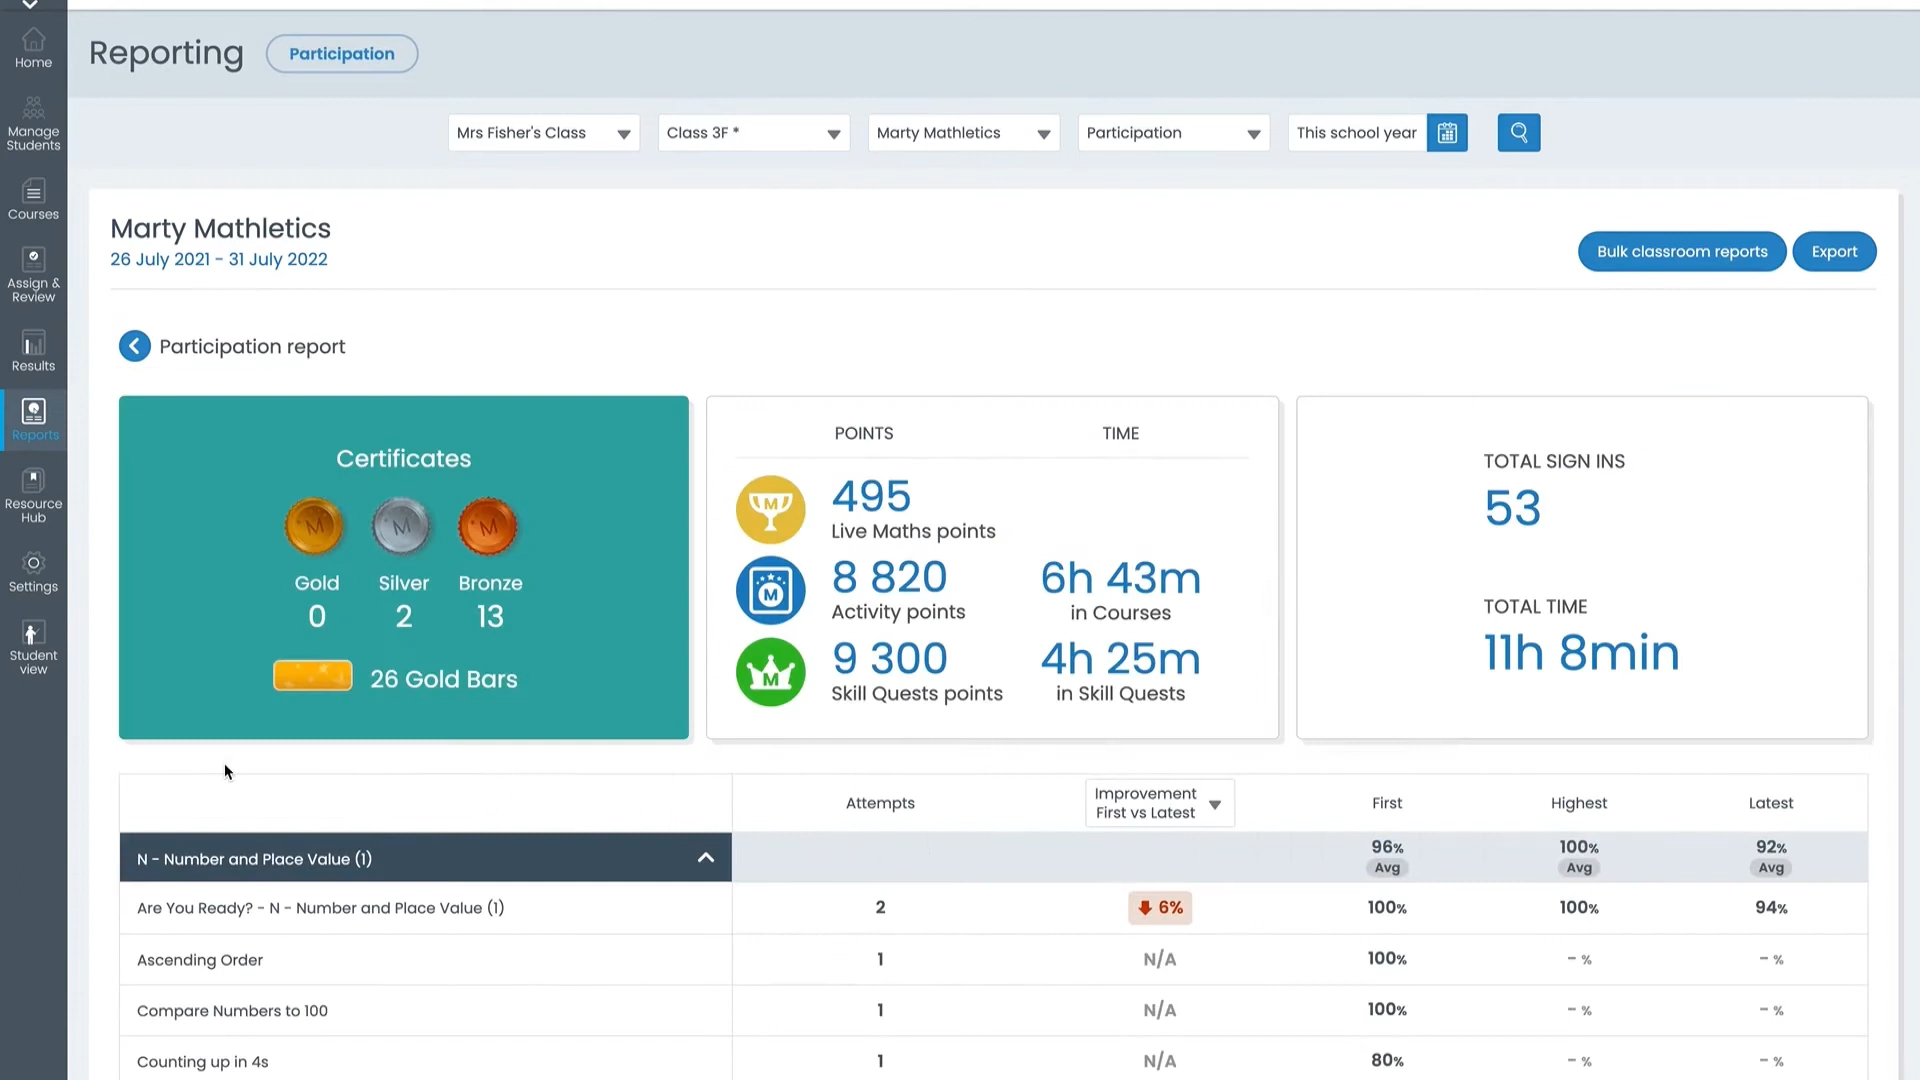 Reporting
Participation
Home
Manage
Students
Courses
Assign &
Review
Results
Reports
Resource
Hub
Settings
Student
view
Mrs Fisher's Class
Class 3F *
Marty Mathletics
Participation
This school year
Marty Mathletics
26 July 2021 - 31 July 2022
Bulk classroom reports
Export
Participation report
Certificates
M M M
Gold Silver Bronze
0 2 13
26 Gold Bars
POINTS TIME
M
495
Live Maths points
M
8 820 6h 43m
Activity points in Courses
M
9 300 4h 25m
Skill Quests points in Skill Quests
TOTAL SIGN INS
53
TOTAL TIME
11h 8min
Attempts Improvement First Highest Latest
First vs Latest
N - Number and Place Value (1) 96% 100% 92%
Avg Avg Avg
Are You Ready? - N - Number and Place Value (1) 2 6% 100% 100% 94%
Ascending Order 1 N/A 100% - % - %
Compare Numbers to 100 1 N/A 100% - % - %
Counting up in 4s 1 N/A 80% - % - %